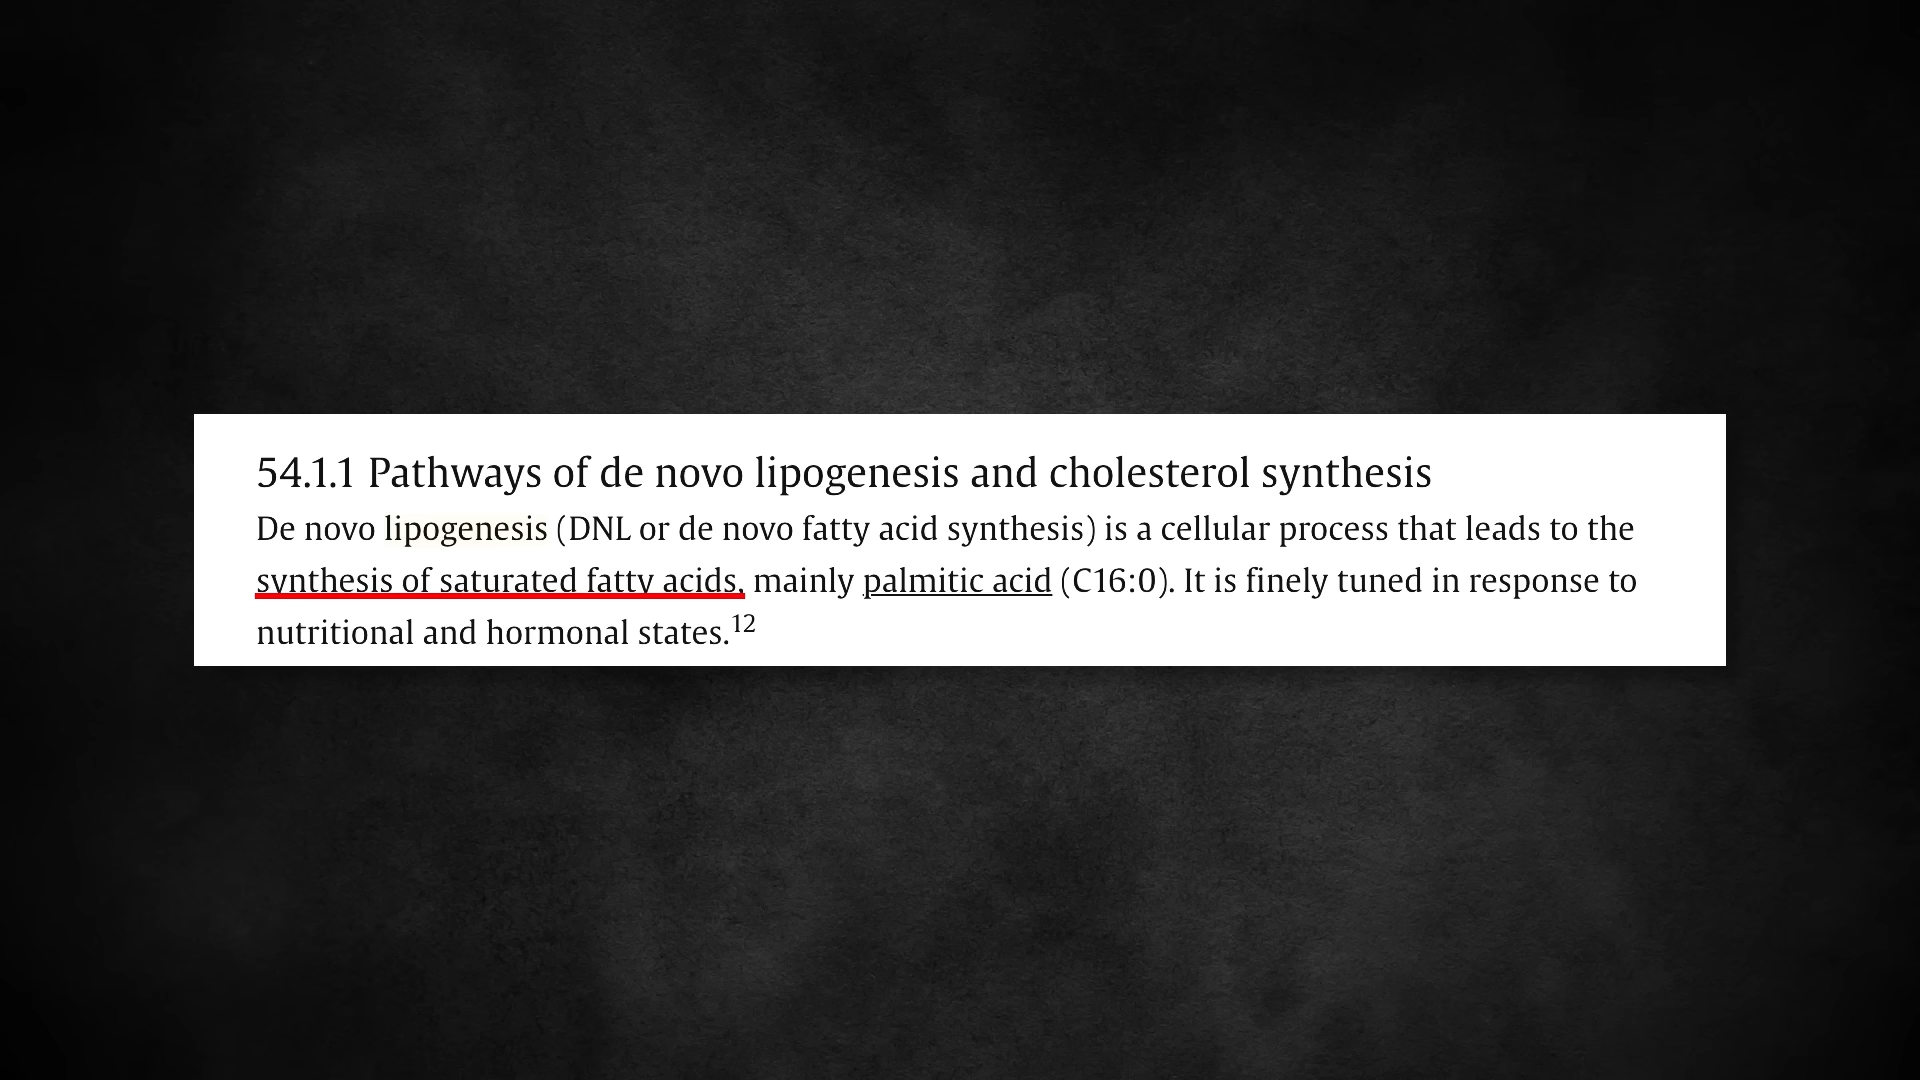 54.1.1 Pathways of de novo lipogenesis and cholesterol synthesis
De novo lipogenesis (DNL or de novo fatty acid synthesis) is a cellular process that leads to the
synthesis of saturated fatty acids, mainly palmitic acid (C16:0). It is finely tuned in response to
nutritional and hormonal states.12